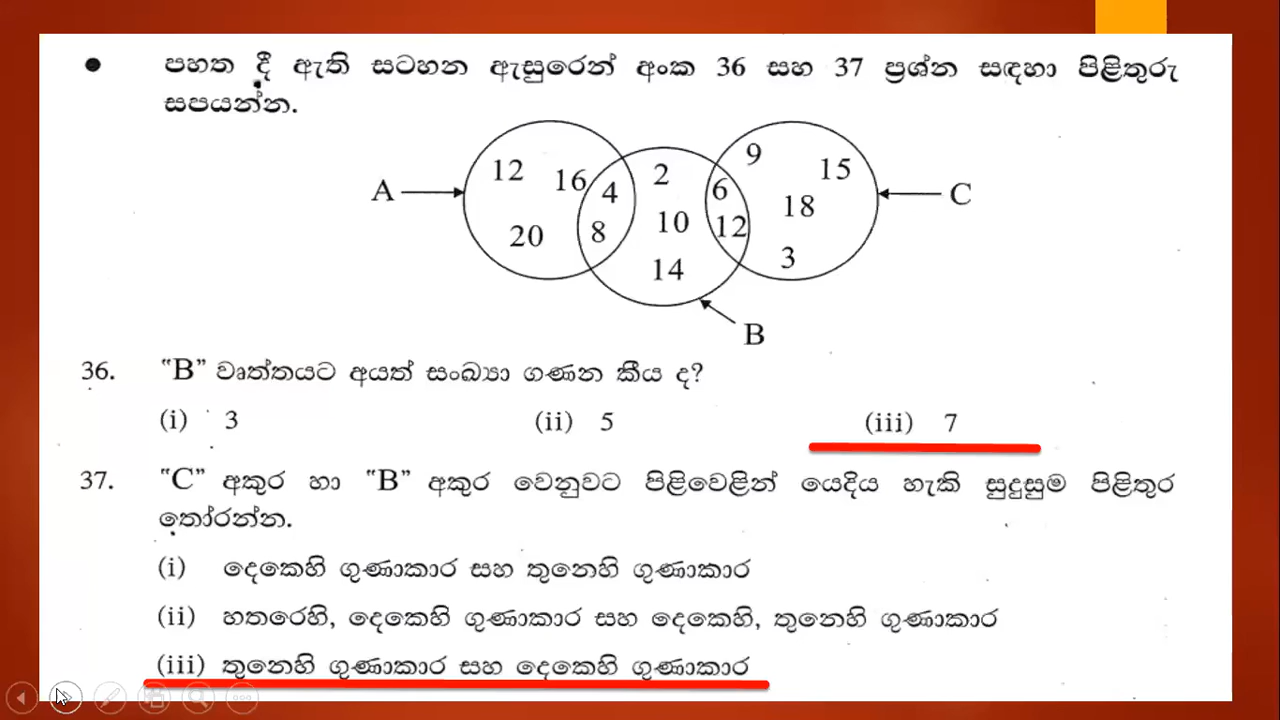 ● පහත දී ඇති සටහන ඇසුරෙන් අංක 36 සහ 37 ප්‍රශ්න සඳහා පිළිතුරු
සපයන්න.
12 16 4 2 6 9 15
A C
20 8 10 12 18
14 3
B
36. "B" වෘත්තයට අයත් සංඛ්‍යා ගණන කීය ද?
(i) 3 (ii) 5 (iii) 7
37. "C" අකුර හා "B" අකුර වෙනුවට පිළිවෙළින් යෙදිය හැකි සුදුසුම පිළිතුර
තෝරන්න.
(i) දෙකෙහි ගුණාකාර සහ තුනෙහි ගුණාකාර
(ii) හතරෙහි, දෙකෙහි ගුණාකාර සහ දෙකෙහි, තුනෙහි ගුණාකාර
(iii) තුනෙහි ගුණාකාර සහ දෙකෙහි ගුණාකාර